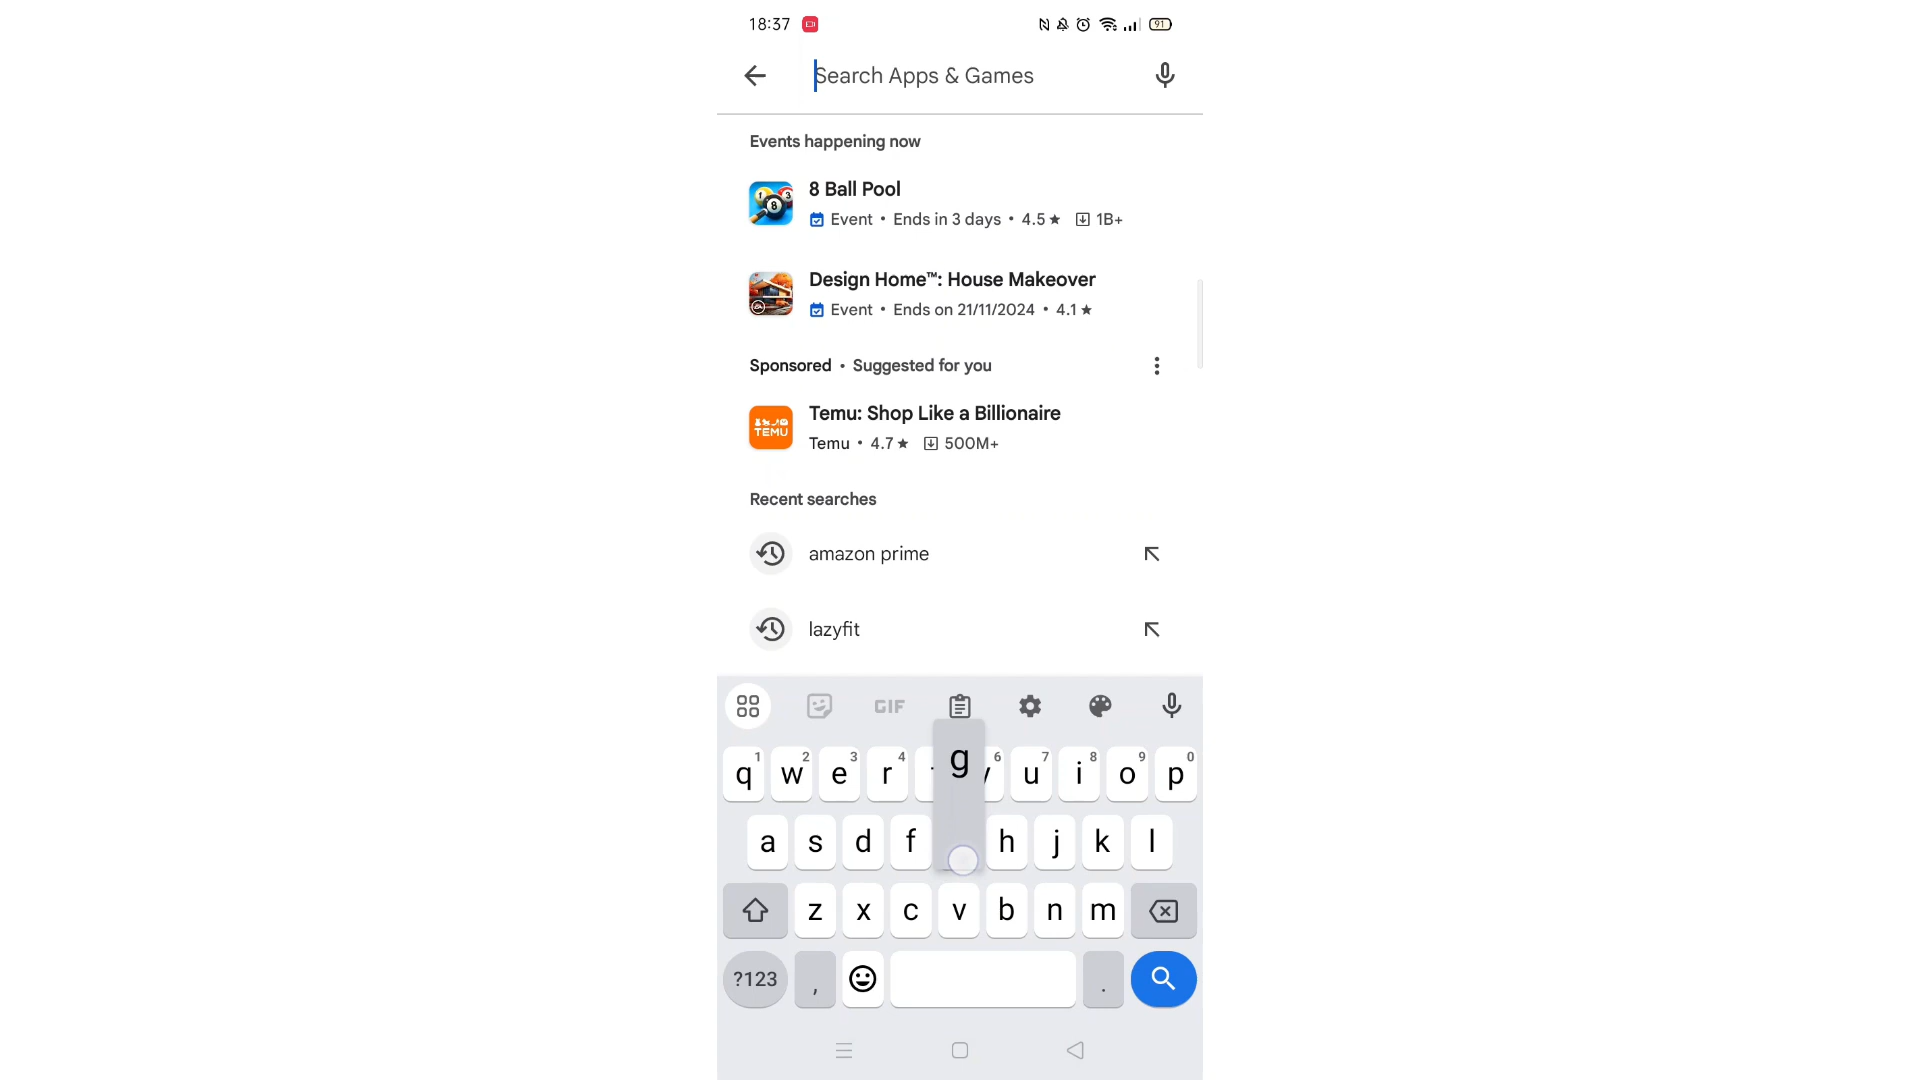 18:37
91
Search Apps & Games
Events happening now
8 Ball Pool
Event • Ends in 3 days • 4.5 ★ 1B+
Design Home™: House Makeover
Event • Ends on 21/11/2024 • 4.1 ★
Sponsored • Suggested for you
TEMU
Temu: Shop Like a Billionaire
Temu • 4.7 ★ 500M+
Recent searches
amazon prime
lazyfit
GIF
g
q 1 w 2 e 3 r 4 6 u 7 i 8 o 9 p 0
a s d f h j k l
z x c v b n m
?123 , .